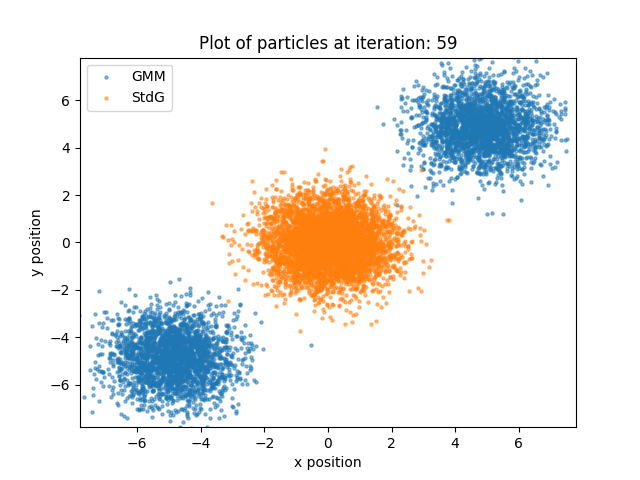 Plot of particles at iteration: 59
GMM
StdG
y position
6
4
2
0
−2
−4
−6
−6 −4 −2 0 2 4 6
x position